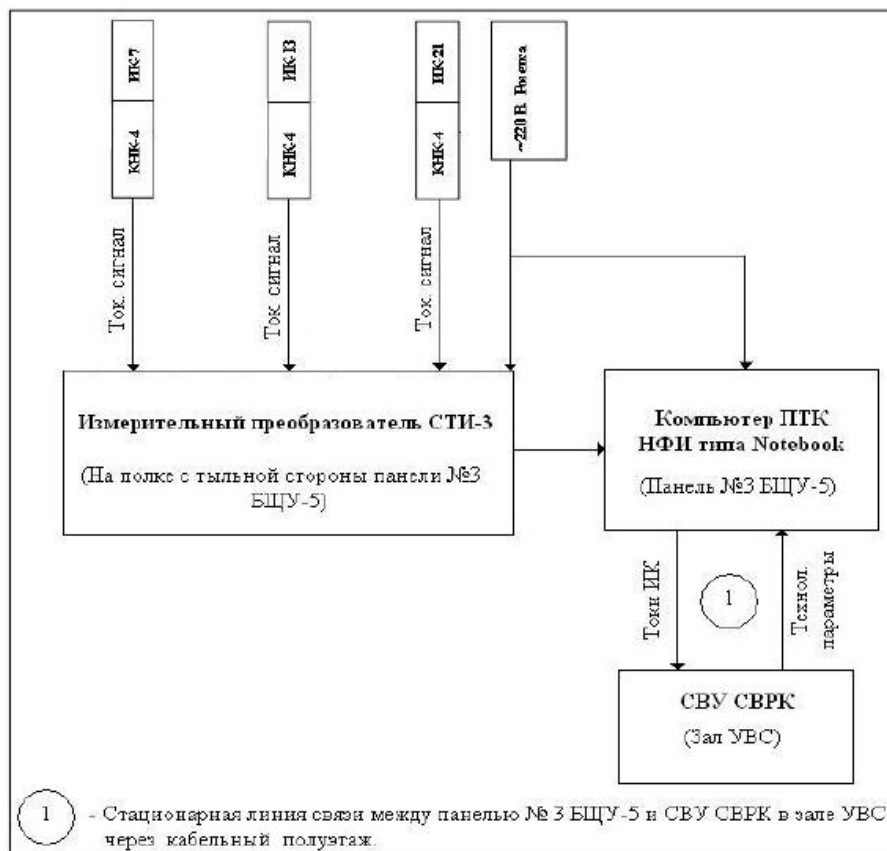 ИК-7
КНК-4
ИК-13
КНК-4
ИК-21
КНК-4
~220 В. Розетка
Ток. сигнал
Ток. сигнал
Ток. сигнал
Измерительный преобразователь СТИ-3
(На полке с тыльной стороны панели №3
БЩУ-5)
Компьютер ПТК
НФИ типа Notebook
(Панель №3 БЩУ-5)
Токи ИК
1
Технол.
параметры
СВУ СВРК
(Зал УВС)
1
- Стационарная линия связи между панелью № 3 БЩУ-5 и СВУ СВРК в зале УВС
через кабельный полуэтаж.